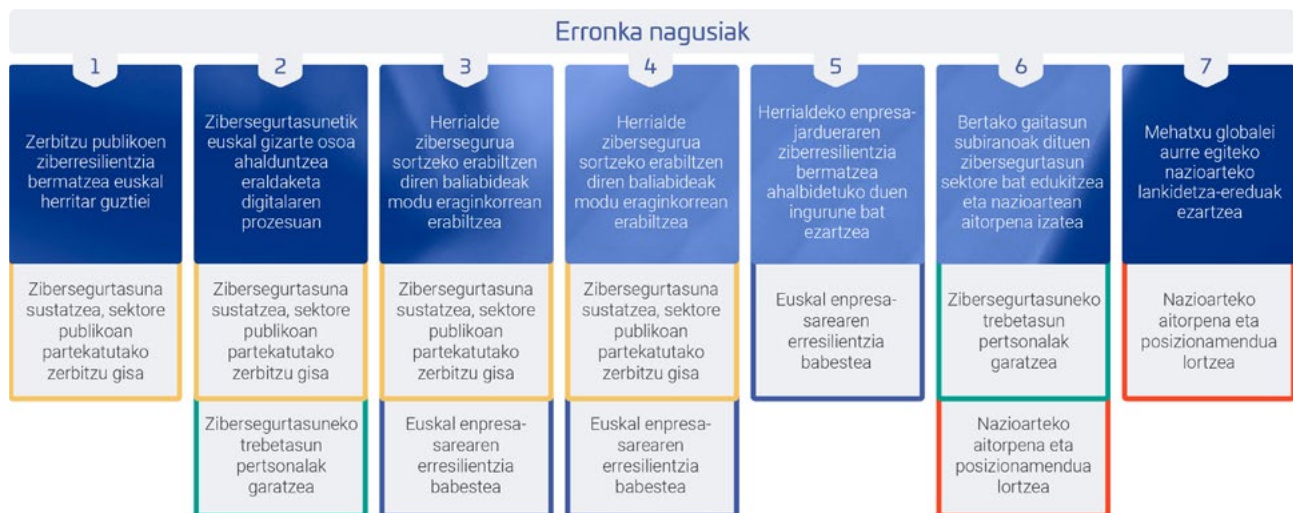 Erronka nagusiak
1
Zerbitzu publikoen
ziberresilientzia
bermatzea euskal
herritar guztiei
Zibersegurtasuna
sustatzea, sektore
publikoan
partekatutako
zerbitzu gisa
2
Zibersegurtasunetik
euskal gizarte osoa
ahalduntzea
eraldaketa
digitalaren
prozesuan
Zibersegurtasuna
sustatzea, sektore
publikoan
partekatutako
zerbitzu gisa
Zibersegurtasuneko
trebetasun
pertsonalak
garatzea
3
Herrialde
zibersegurua
sortzeko erabiltzen
diren baliabideak
modu eraginkorrean
erabiltzea
Zibersegurtasuna
sustatzea, sektore
publikoan
partekatutako
zerbitzu gisa
Euskal enpresa-
sarearen
erresilientzia
babestea
4
Herrialde
zibersegurua
sortzeko erabiltzen
diren baliabideak
modu eraginkorrean
erabiltzea
Zibersegurtasuna
sustatzea, sektore
publikoan
partekatutako
zerbitzu gisa
Euskal enpresa-
sarearen
erresilientzia
babestea
5
Herrialdeko enpresa-
jardueraren
ziberresilientzia
bermatzea
ahalbidetuko duen
ingurune bat
ezartzea
Euskal enpresa-
sarearen
erresilientzia
babestea
6
Bertako gaitasun
subiranoak dituen
zibersegurtasun
sektore bat edukitzea
eta nazioartean
aitorpena izatea
Zibersegurtasuneko
trebetasun
pertsonalak
garatzea
Nazioarteko
aitorpena eta
posizionamendua
lortzea
7
Mehatxu globalei
aurre egiteko
nazioarteko
lankidetza-ereduak
ezartzea
Nazioarteko
aitorpena eta
posizionamendua
lortzea